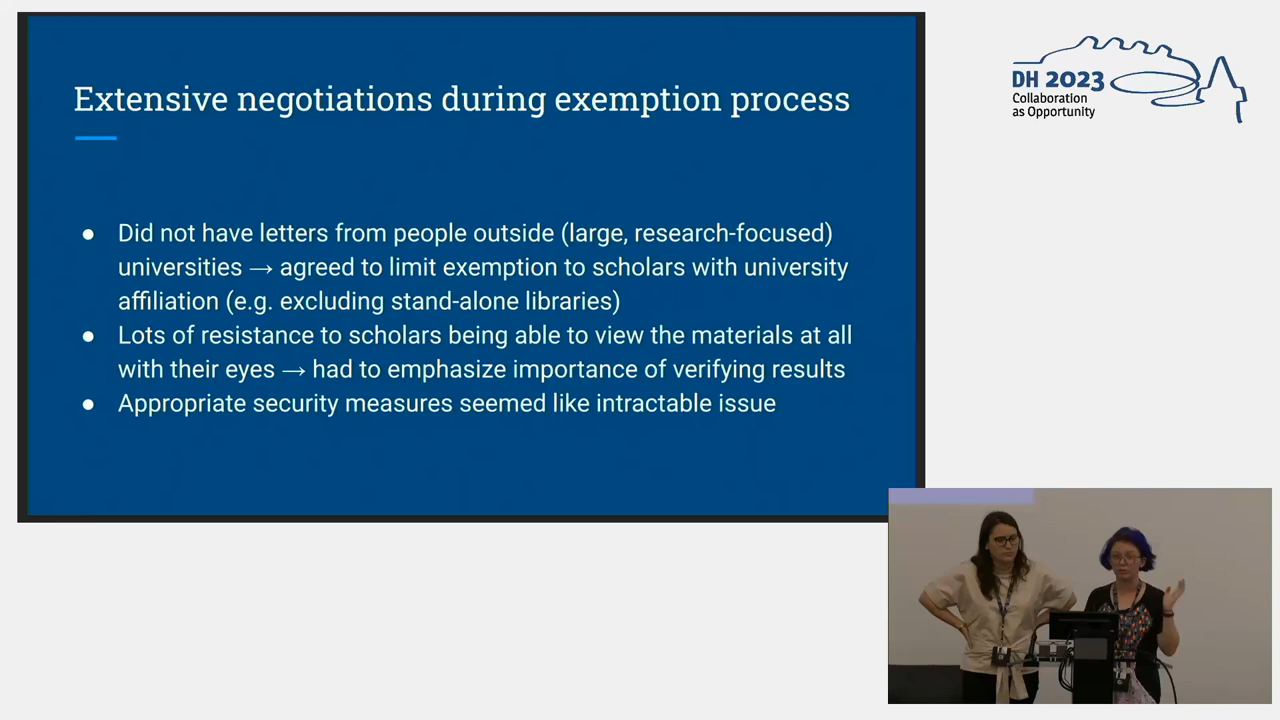 Extensive negotiations during exemption process
● Did not have letters from people outside (large, research-focused)
universities → agreed to limit exemption to scholars with university
affiliation (e.g. excluding stand-alone libraries)
● Lots of resistance to scholars being able to view the materials at all
with their eyes → had to emphasize importance of verifying results
● Appropriate security measures seemed like intractable issue
DH 2023
Collaboration
as Opportunity